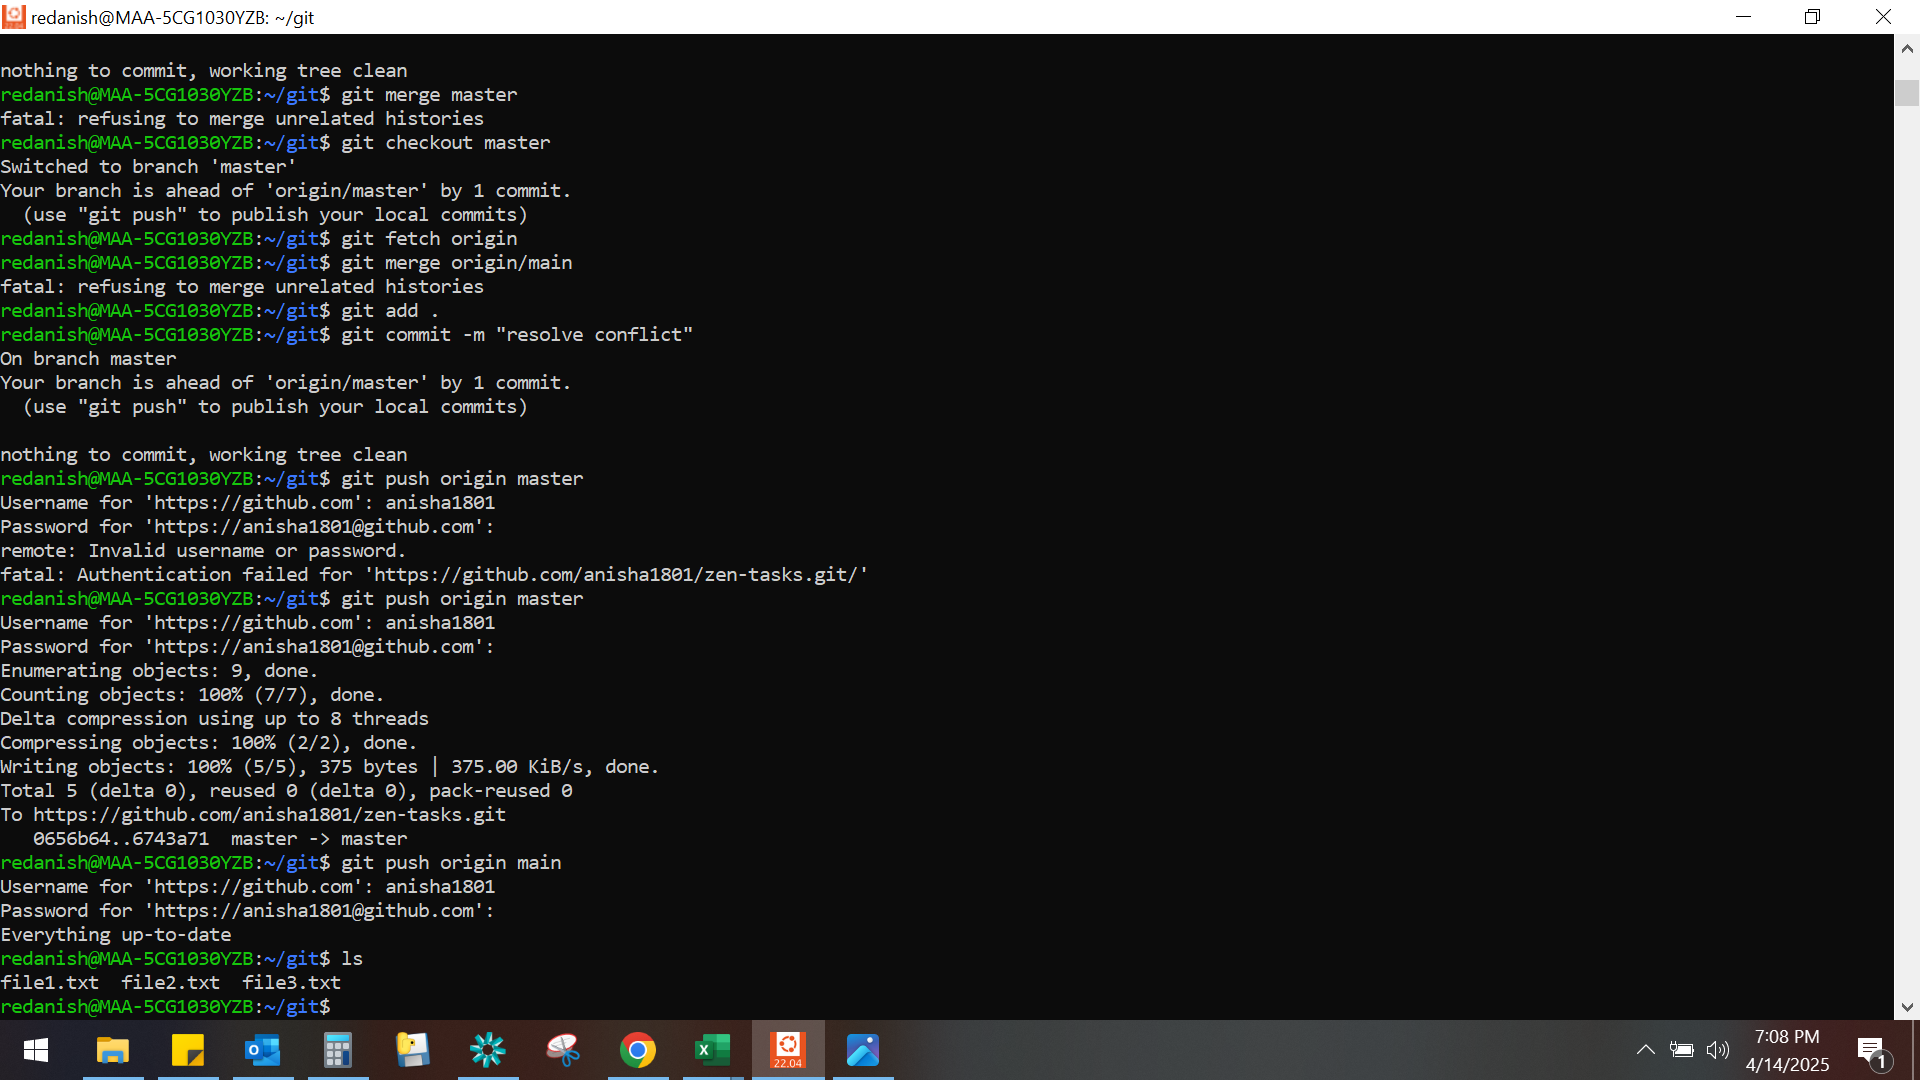 redanish@MAA-5CG1030YZB: ~/git
nothing to commit, working tree clean
redanish@MAA-5CG1030YZB:~/git$ git merge master
fatal: refusing to merge unrelated histories
redanish@MAA-5CG1030YZB:~/git$ git checkout master
Switched to branch 'master'
Your branch is ahead of 'origin/master' by 1 commit.
  (use "git push" to publish your local commits)
redanish@MAA-5CG1030YZB:~/git$ git fetch origin
redanish@MAA-5CG1030YZB:~/git$ git merge origin/main
fatal: refusing to merge unrelated histories
redanish@MAA-5CG1030YZB:~/git$ git add .
redanish@MAA-5CG1030YZB:~/git$ git commit -m "resolve conflict"
On branch master
Your branch is ahead of 'origin/master' by 1 commit.
  (use "git push" to publish your local commits)
nothing to commit, working tree clean
redanish@MAA-5CG1030YZB:~/git$ git push origin master
Username for 'https://github.com': anisha1801
Password for 'https://anisha1801@github.com':
remote: Invalid username or password.
fatal: Authentication failed for 'https://github.com/anisha1801/zen-tasks.git/'
redanish@MAA-5CG1030YZB:~/git$ git push origin master
Username for 'https://github.com': anisha1801
Password for 'https://anisha1801@github.com':
Enumerating objects: 9, done.
Counting objects: 100% (7/7), done.
Delta compression using up to 8 threads
Compressing objects: 100% (2/2), done.
Writing objects: 100% (5/5), 375 bytes | 375.00 KiB/s, done.
Total 5 (delta 0), reused 0 (delta 0), pack-reused 0
To https://github.com/anisha1801/zen-tasks.git
   0656b64..6743a71  master -> master
redanish@MAA-5CG1030YZB:~/git$ git push origin main
Username for 'https://github.com': anisha1801
Password for 'https://anisha1801@github.com':
Everything up-to-date
redanish@MAA-5CG1030YZB:~/git$ ls
file1.txt  file2.txt  file3.txt
redanish@MAA-5CG1030YZB:~/git$
22.04
7:08 PM
4/14/2025
1